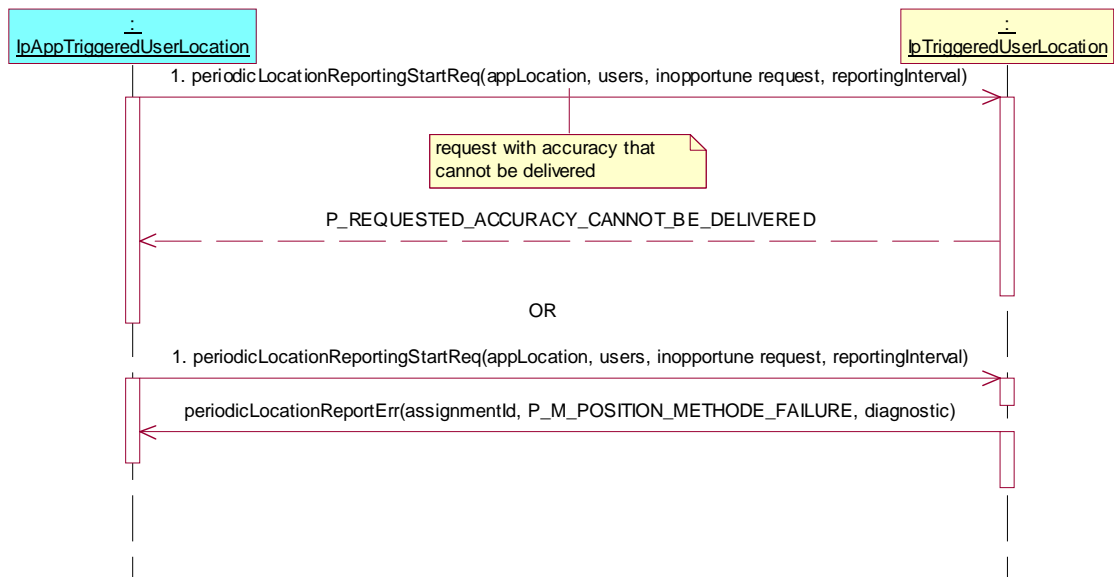 :
IpAppTriggeredUserLocation
:
IpTriggeredUserLocation
1. periodicLocationReportingStartReq(appLocation, users, inopportune request, reportingInterval)
request with accuracy that
cannot be delivered
P_REQUESTED_ACCURACY_CANNOT_BE_DELIVERED
OR
1. periodicLocationReportingStartReq(appLocation, users, inopportune request, reportingInterval)
periodicLocationReportErr(assignmentId, P_M_POSITION_METHODE_FAILURE, diagnostic)